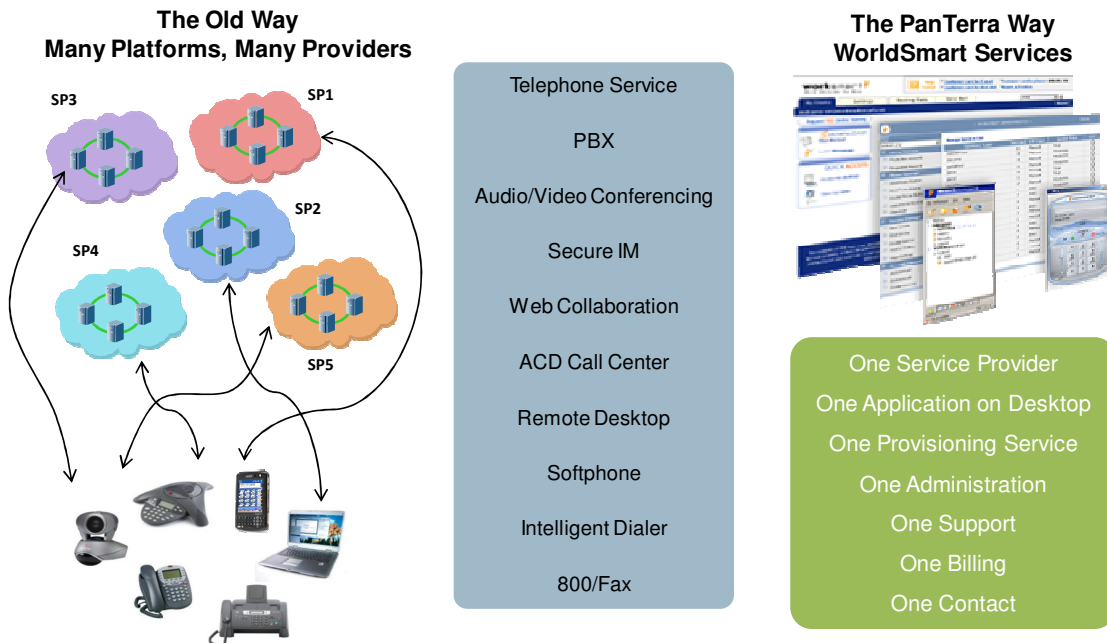 The Old Way
Many Platforms, Many Providers
SP3
SP1
SP2
SP4
SP5
Telephone Service
PBX
Audio/Video Conferencing
Secure IM
Web Collaboration
ACD Call Center
Remote Desktop
Softphone
Intelligent Dialer
800/Fax
The PanTerra Way
WorldSmart Services
One Service Provider
One Application on Desktop
One Provisioning Service
One Administration
One Support
One Billing
One Contact